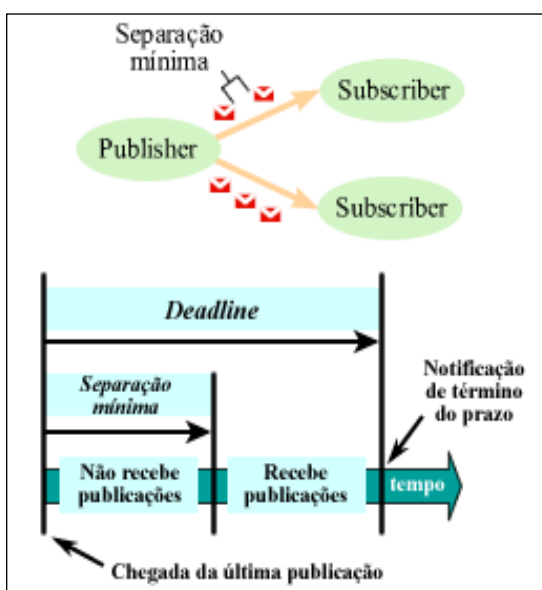 Separação
mínima
Subscriber
Publisher
Subscriber
Deadline
Separação
mínima
Notificação
de término
do prazo
Não recebe
publicações
Recebe
publicações
tempo
Chegada da última publicação